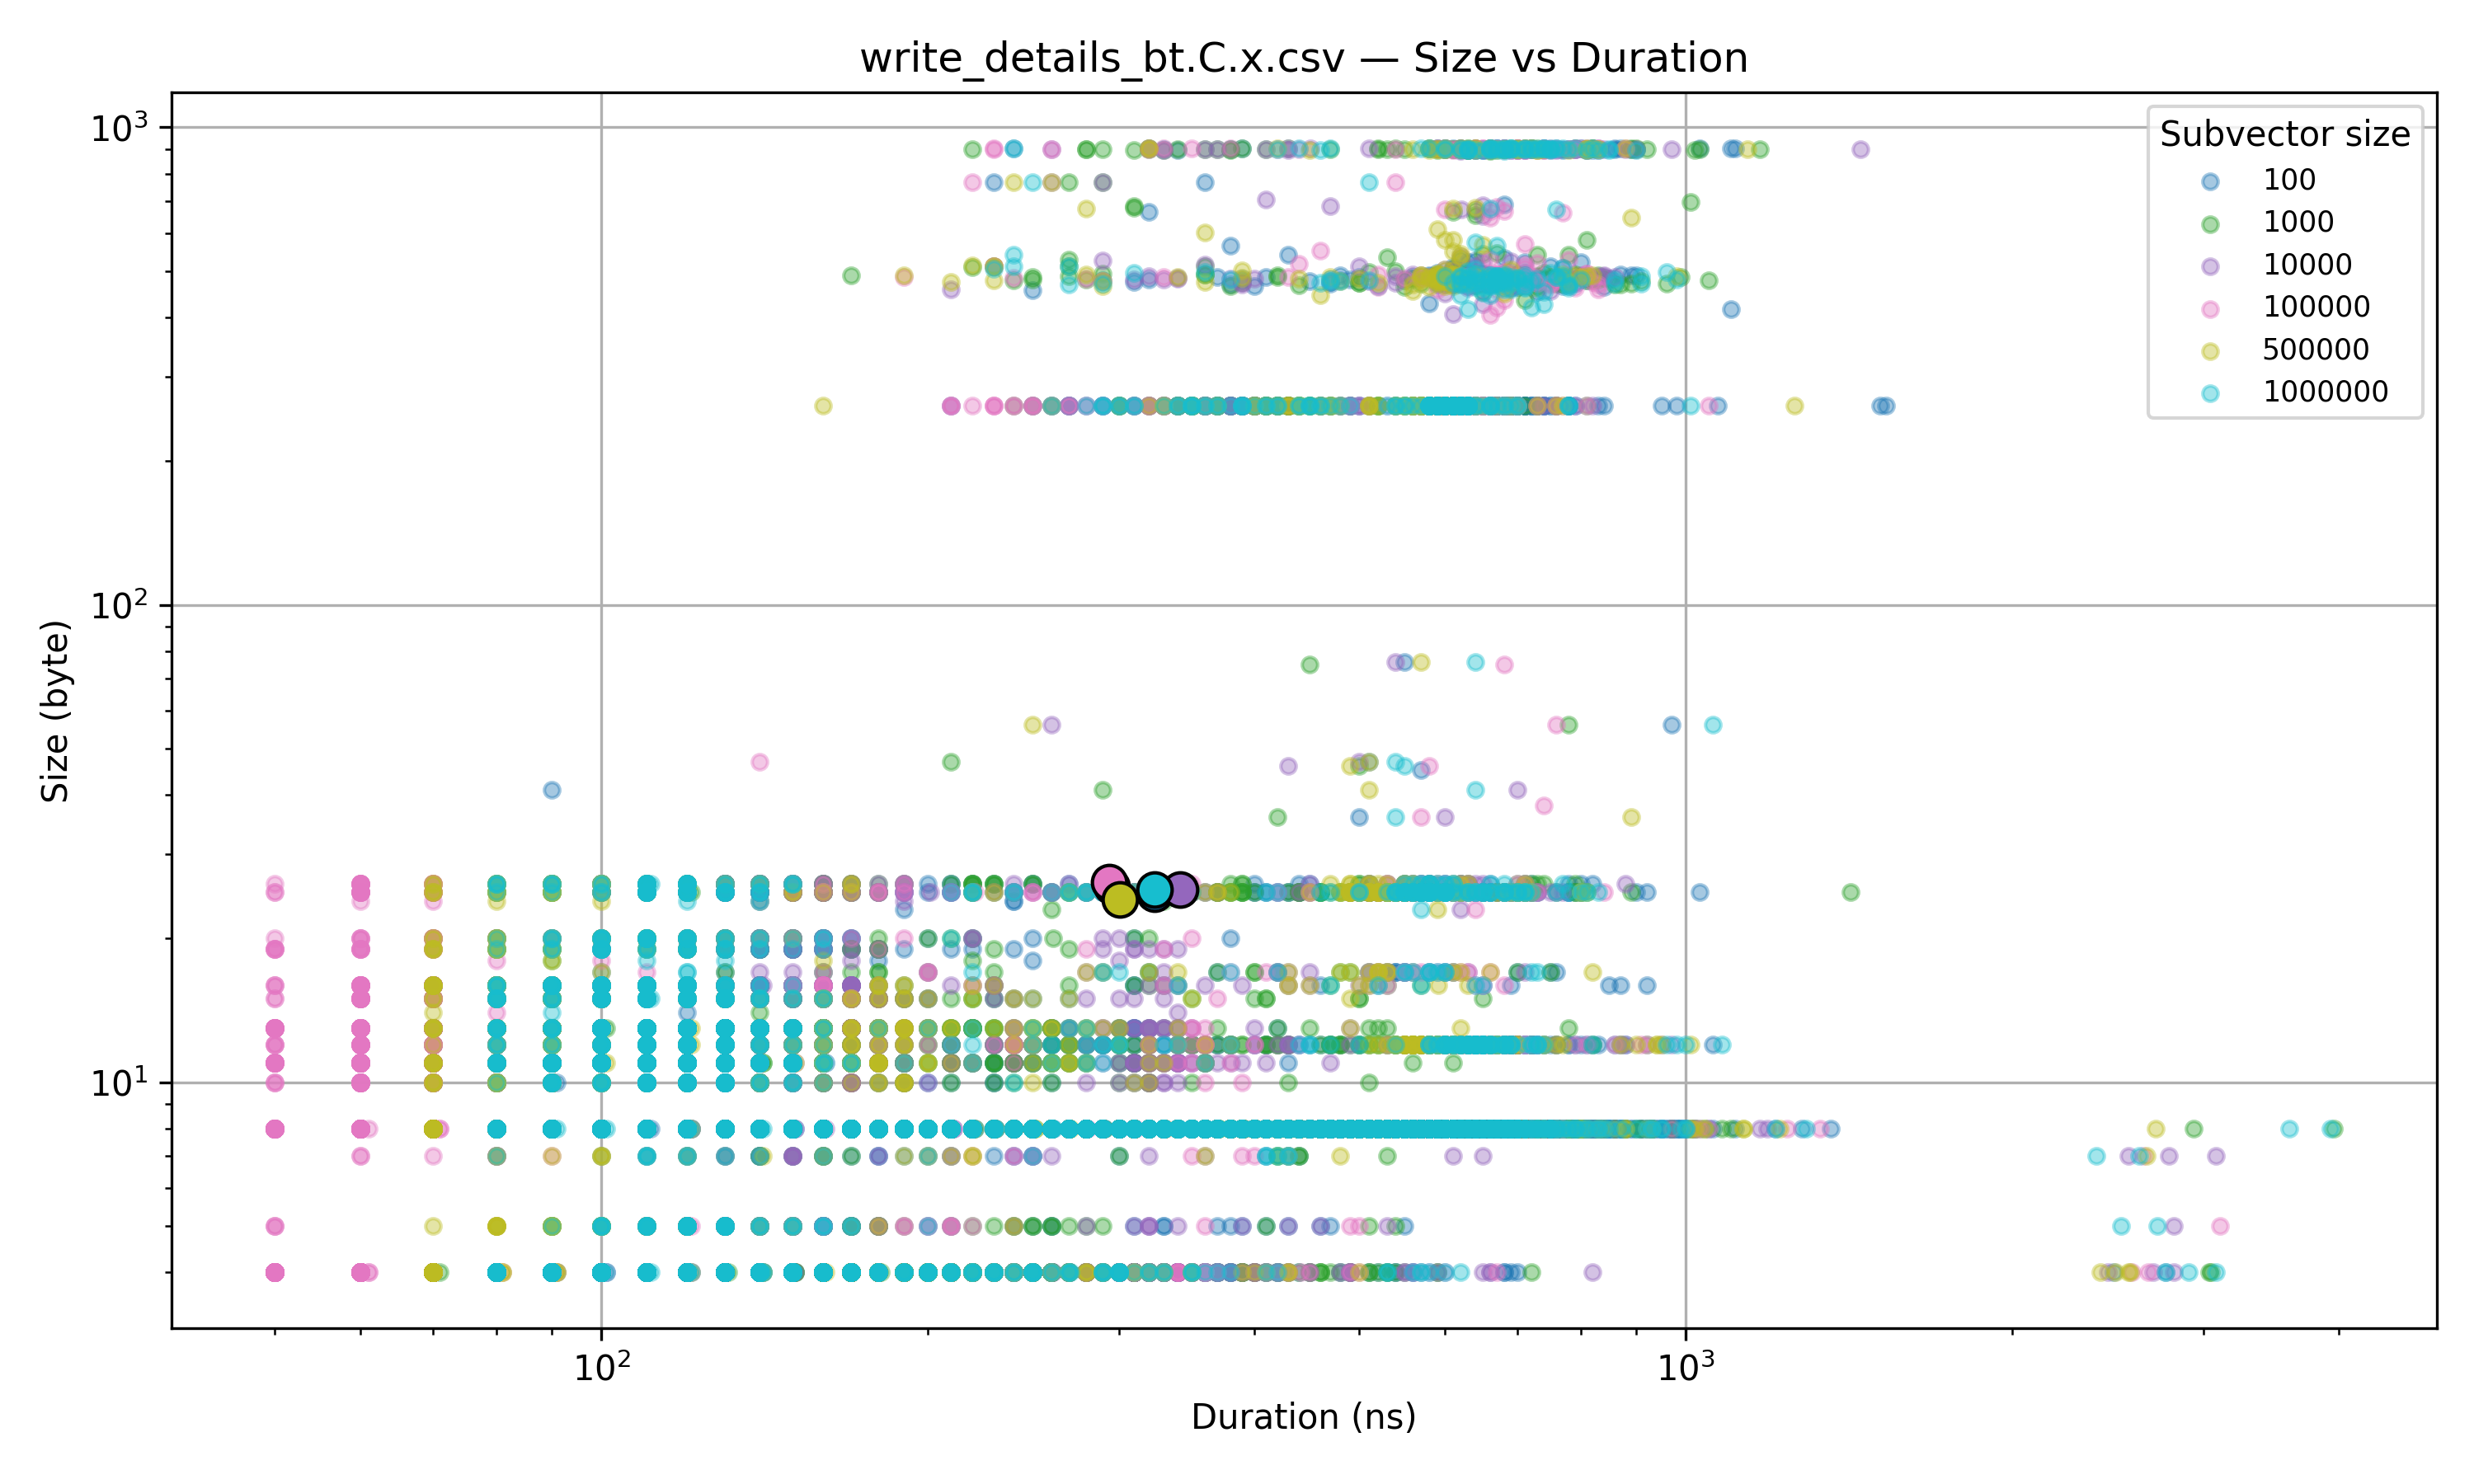 write_details_bt.C.x.csv — Size vs Duration
Size (byte)
10³
10²
10¹
Subvector size
100
1000
10000
100000
500000
1000000
10²
10³
Duration (ns)